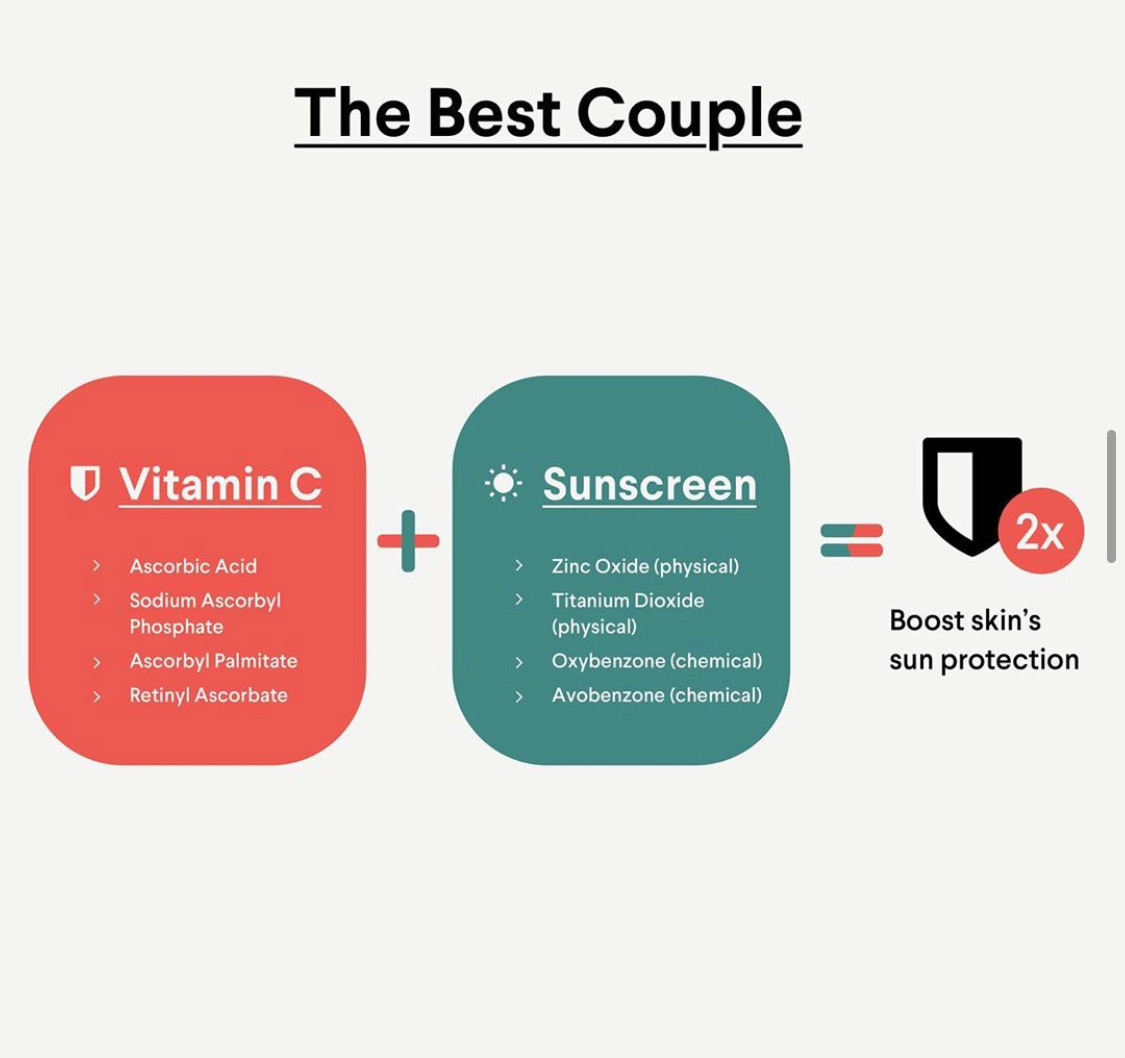 The Best Couple
Vitamin C
Ascorbic Acid
Sodium Ascorbyl
Phosphate
Ascorbyl Palmitate
Retinyl Ascorbate
Sunscreen
Zinc Oxide (physical)
Titanium Dioxide
(physical)
Oxybenzone (chemical)
Avobenzone (chemical)
2x
Boost skin’s
sun protection